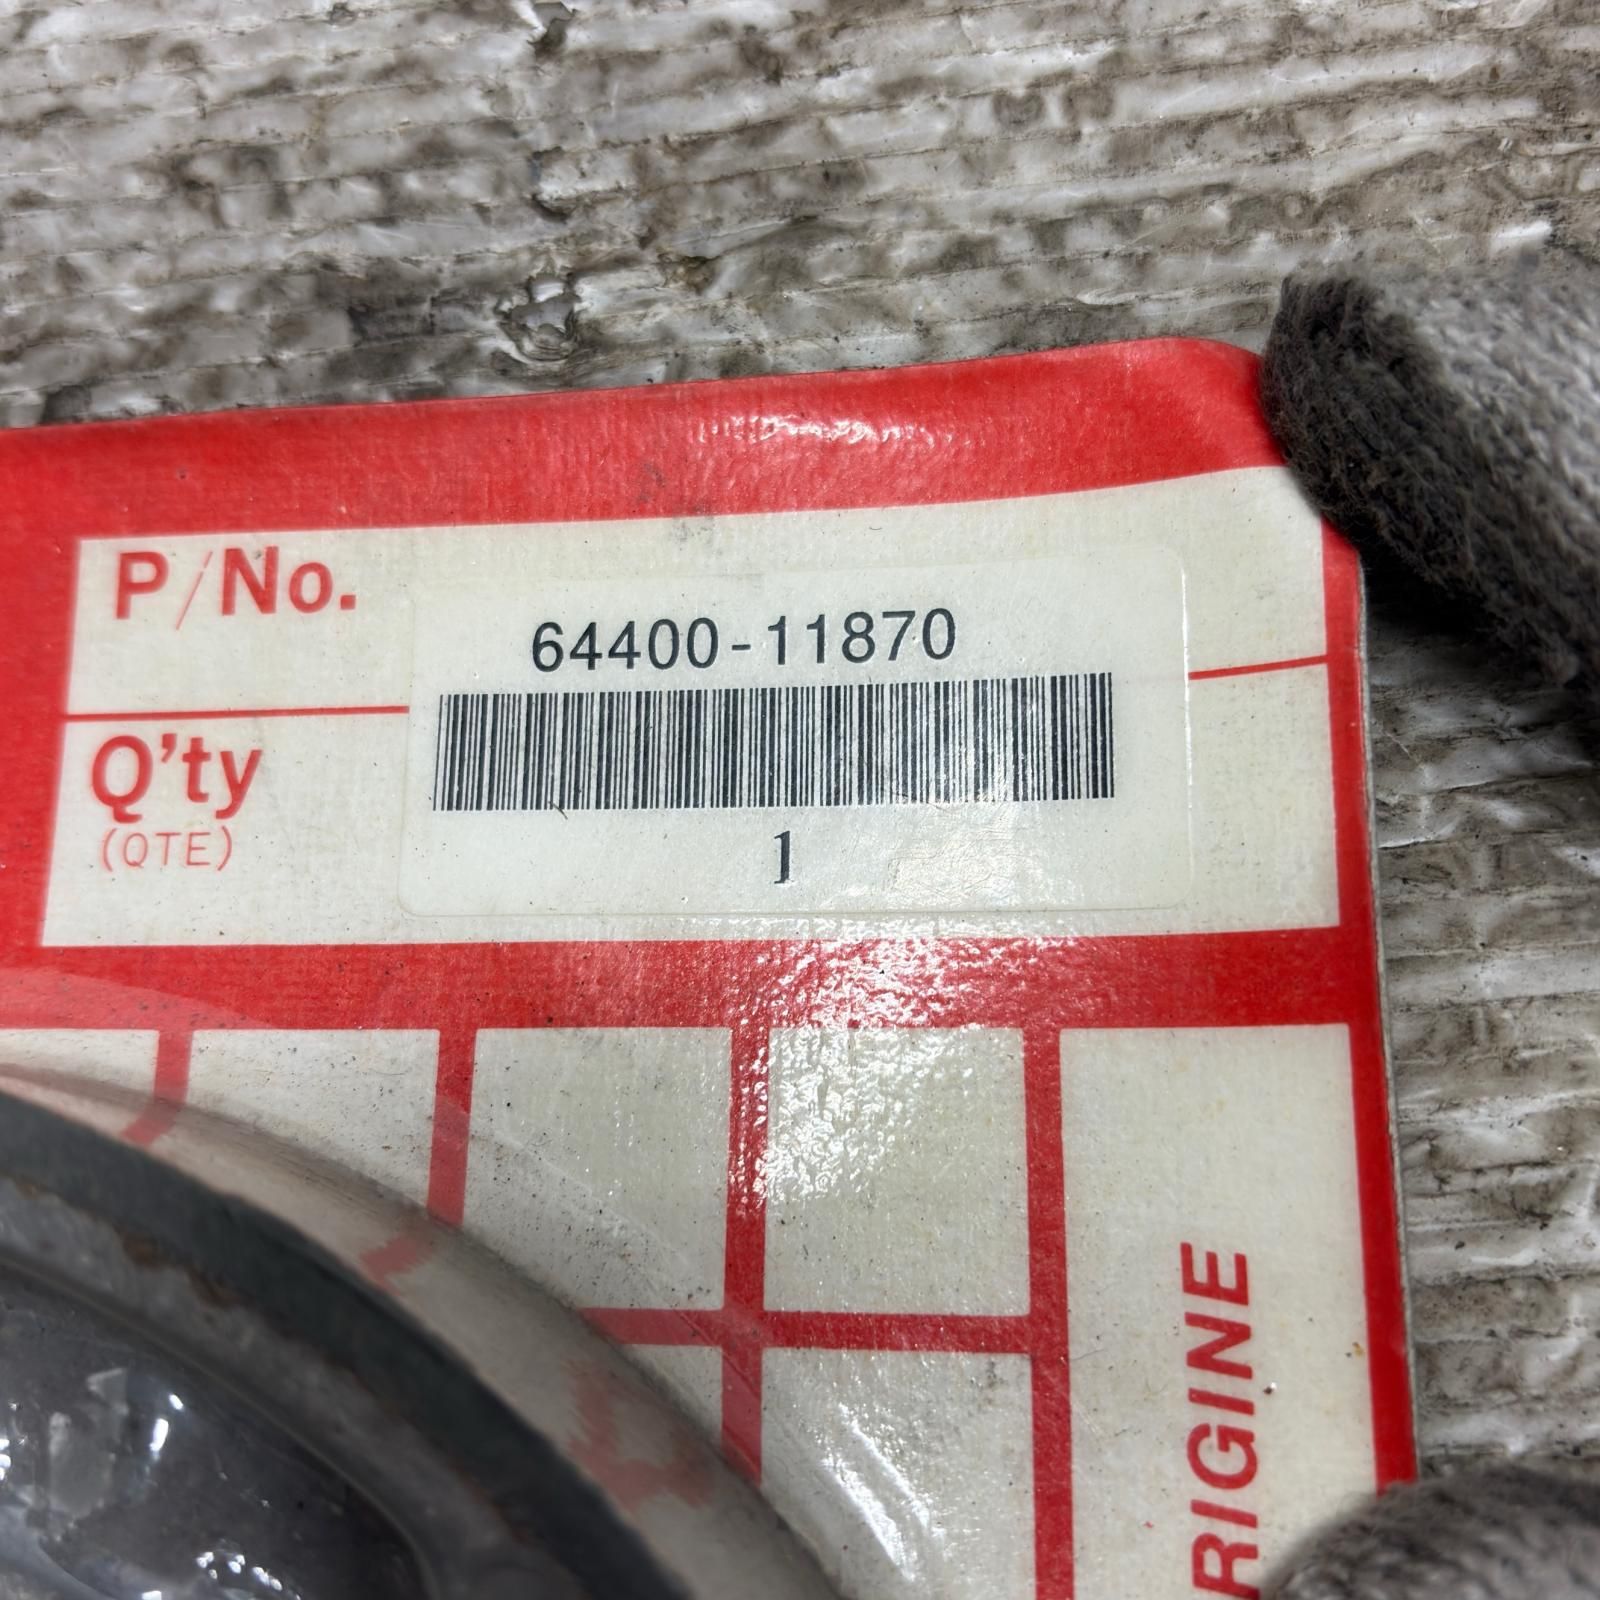 P/No.
64400-11870
Q'ty
(QTE)
1
RIGINE